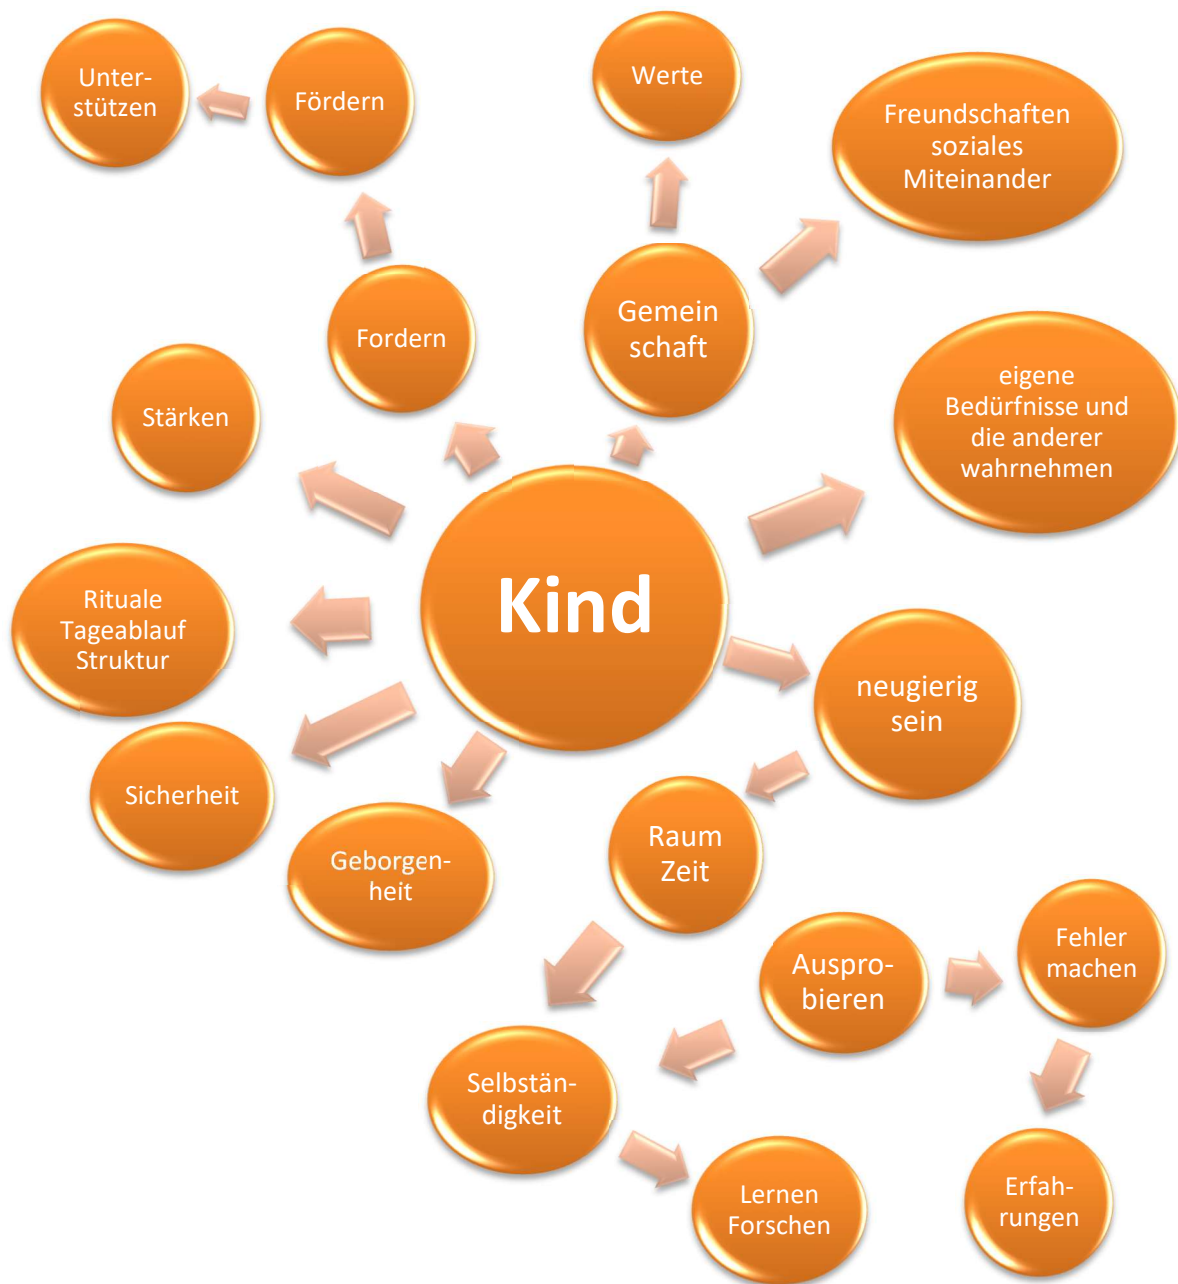 Unter-
stützen
Fördern
Werte
Freundschaften
soziales
Miteinander
Fordern
Gemein
schaft
Stärken
eigene
Bedürfnisse und
die anderer
wahrnehmen
Kind
Rituale
Tageablauf
Struktur
neugierig
sein
Sicherheit
Geborgen-
heit
Raum
Zeit
Auspro-
bieren
Fehler
machen
Selbstän-
digkeit
Lernen
Forschen
Erfah-
rungen